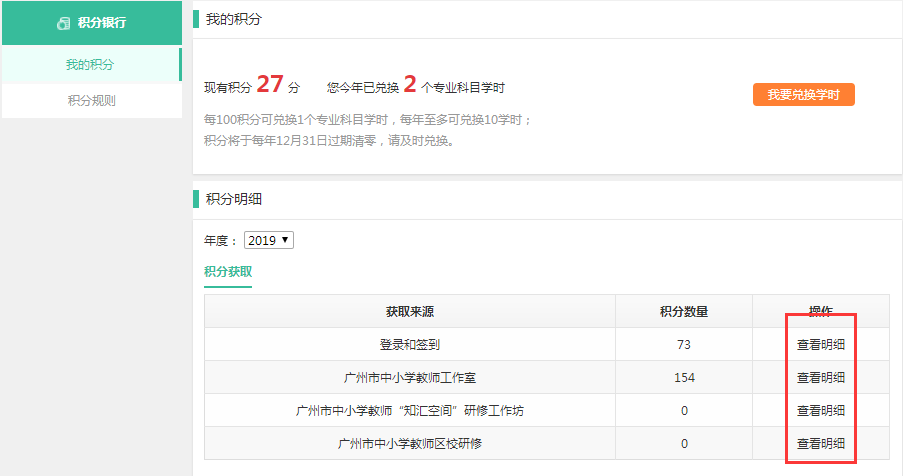 积分银行
我的积分
积分规则
我的积分
现有积分 27 分 您今年已兑换 2 个专业科目学时
我要兑换学时
每100积分可兑换1个专业科目学时，每年至多可兑换10学时；
积分将于每年12月31日过期清零，请及时兑换。
积分明细
年度： 2019
积分获取
获取来源 积分数量 操作
登录和签到 73 查看明细
广州市中小学教师工作室 154 查看明细
广州市中小学教师“知汇空间”研修工作坊 0 查看明细
广州市中小学教师区校研修 0 查看明细